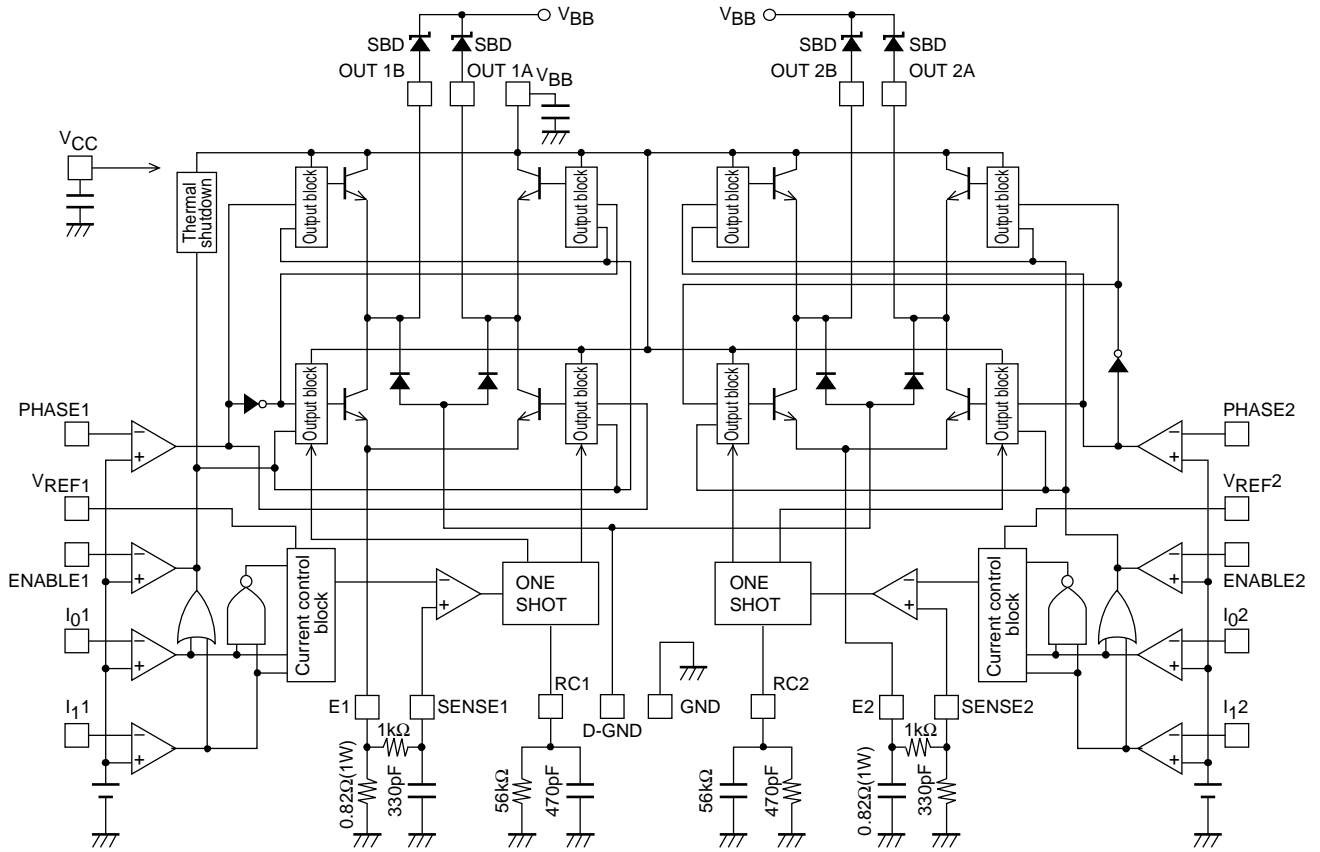 VBB
VBB
SBD
SBD
SBD
SBD
OUT 1B
OUT 1A
VBB
OUT 2B
OUT 2A
VCC
Thermal
shutdown
Output block
Output block
Output block
Output block
Output block
Output block
Output block
Output block
PHASE1
PHASE2
VREF1
VREF2
ENABLE1
ENABLE2
Current control
block
ONE
SHOT
ONE
SHOT
Current control
block
I01
I02
I11
I12
E1
SENSE1
RC1
D-GND
GND
RC2
E2
SENSE2
1kΩ
1kΩ
0.82Ω(1W)
330pF
56kΩ
470pF
56kΩ
470pF
0.82Ω(1W)
330pF